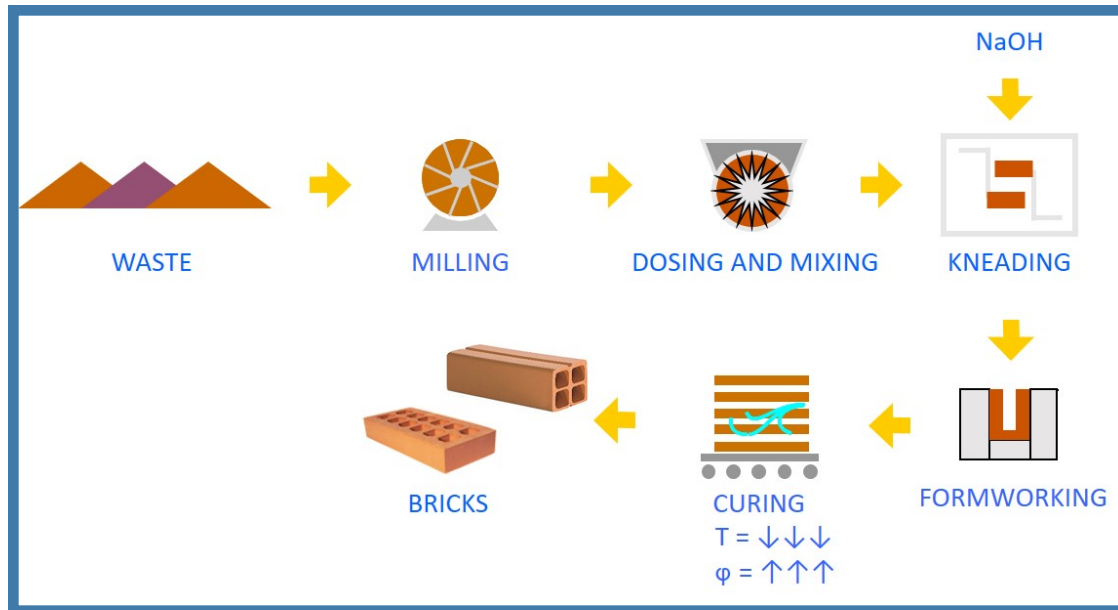 NaOH
WASTE
MILLING
DOSING AND MIXING
KNEADING
BRICKS
CURING
T = ↓↓↓
φ = ↑↑↑
FORMWORKING